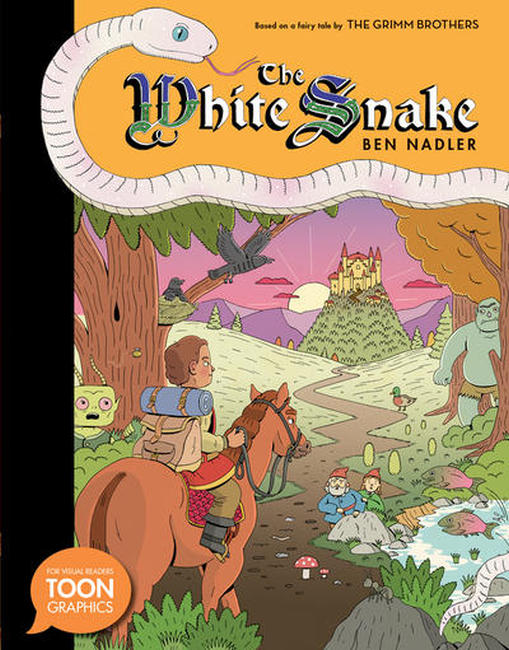 Based on a fairy tale by THE GRIMM BROTHERS
The
White Snake
BEN NADLER
FOR VISUAL READERS
TOON
GRAPHICS